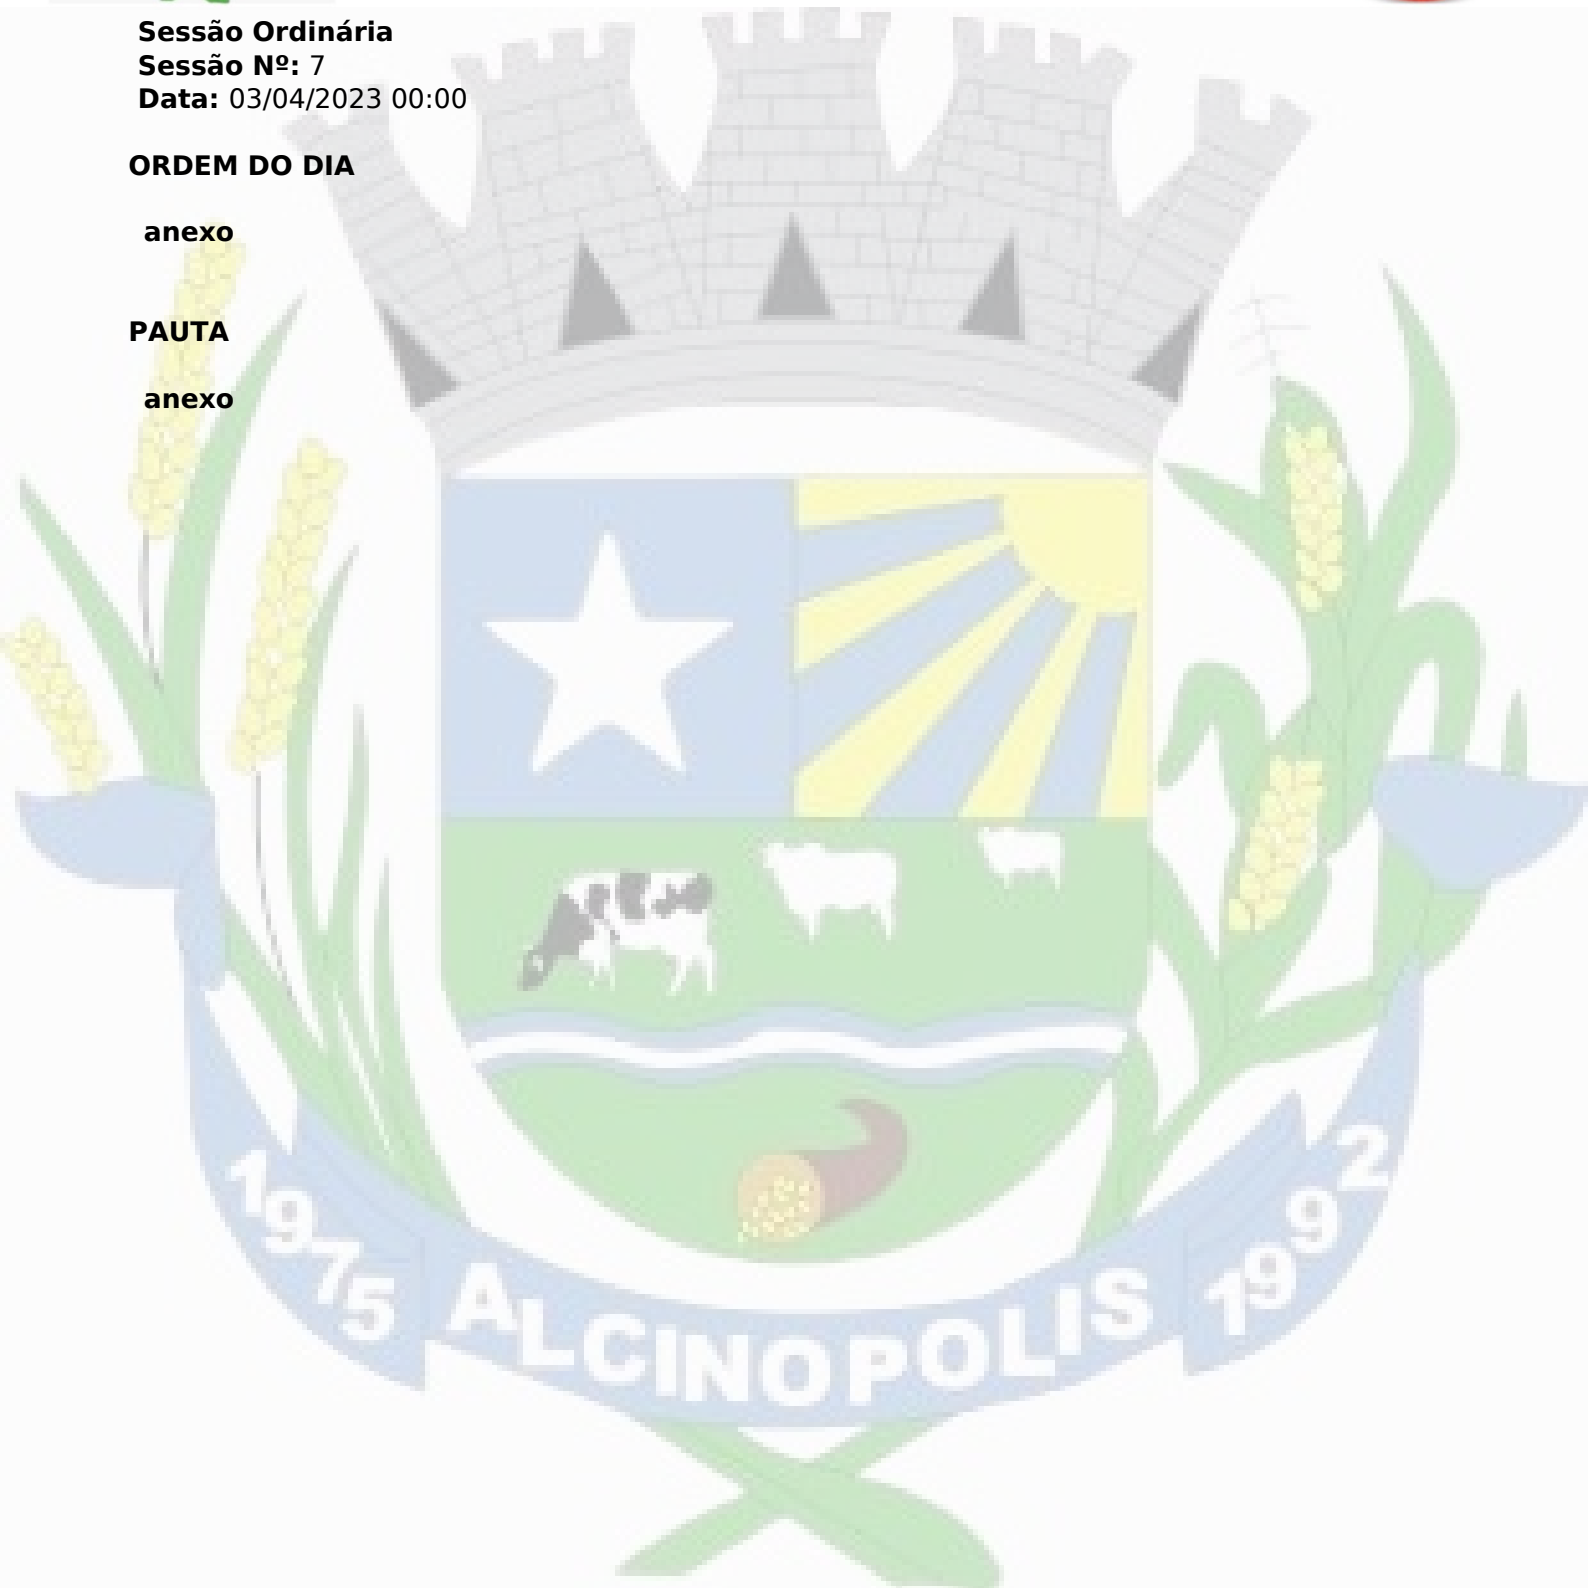 Sessão Ordinária
Sessão Nº: 7
Data: 03/04/2023 00:00
ORDEM DO DIA
anexo
PAUTA
anexo
1975 ALCINOPOLIS 1992